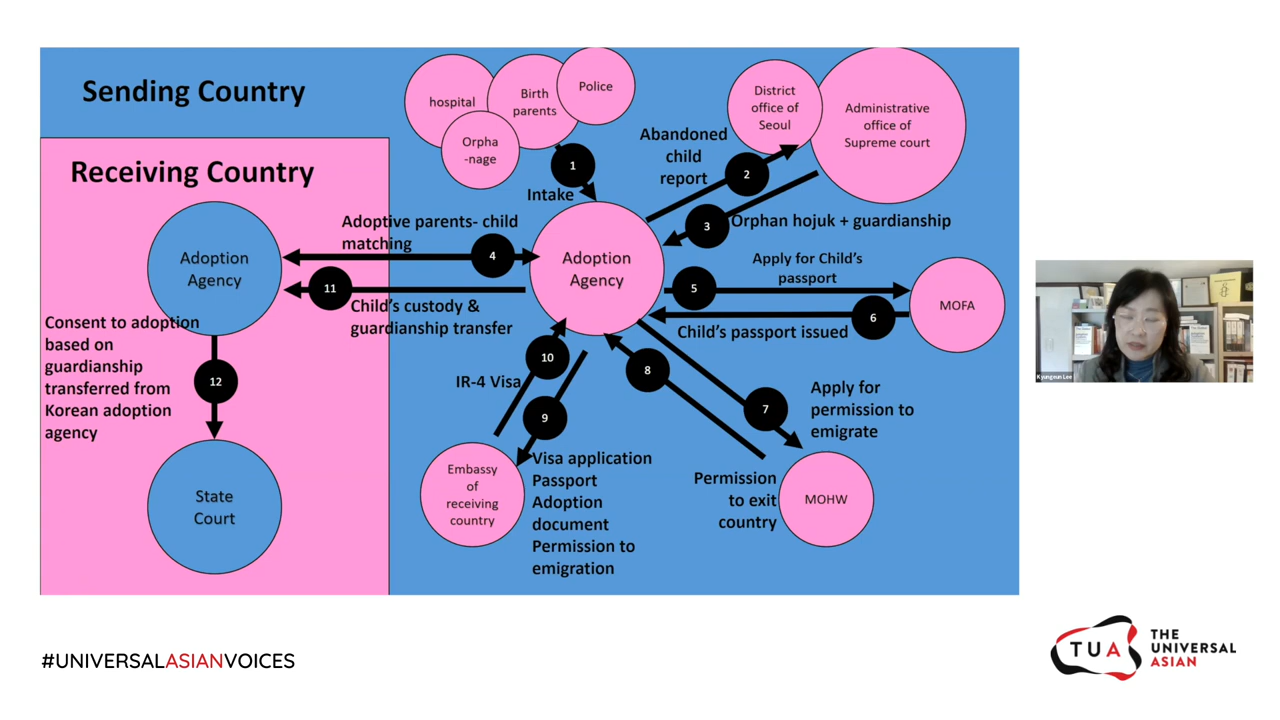 Sending Country
Receiving Country
hospital
Birth
parents
Police
Orpha
-nage
1
Intake
Abandoned
child
report
2
District
office of
Seoul
Administrative
office of
Supreme court
3
Orphan hojuk + guardianship
Adoption
Agency
Adoptive parents- child
matching
4
Adoption
Agency
11
Child's custody &
guardianship transfer
5
Apply for Child's
passport
MOFA
6
Child's passport issued
Consent to adoption
based on
guardianship
transferred from
Korean adoption
agency
12
State
Court
10
IR-4 Visa
9
Embassy
of
receiving
country
Visa application
Passport
Adoption
document
Permission to
emigration
8
Permission
to exit
country
7
Apply for
permission to
emigrate
MOHW
Kyungeun Lee
#UNIVERSALASIANVOICES
TUA
THE
UNIVERSAL
ASIAN